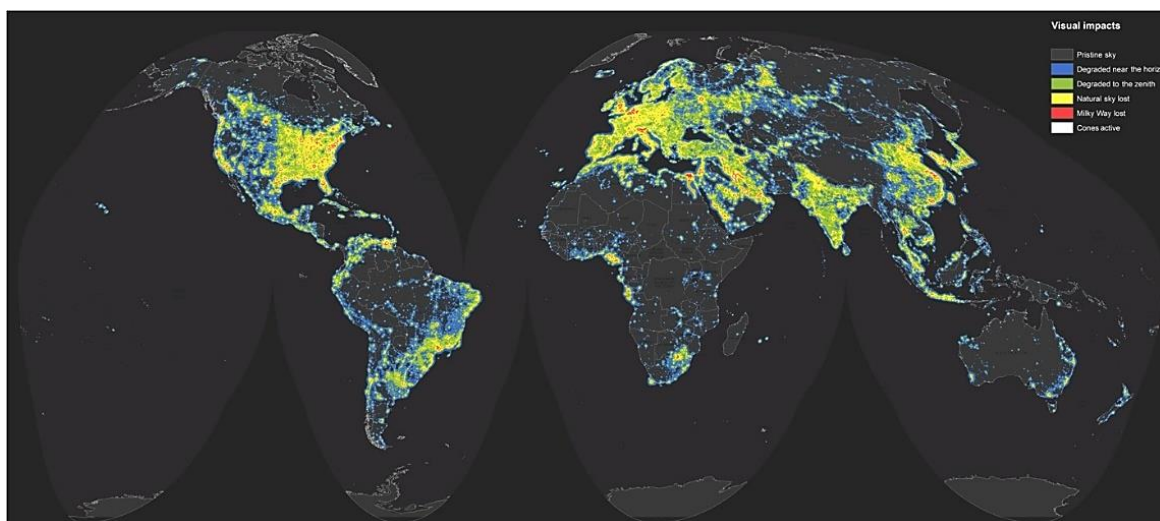 Visual impacts
Pristine sky
Degraded near the horiz
Degraded to the zenith
Natural sky lost
Milky Way lost
Cones active